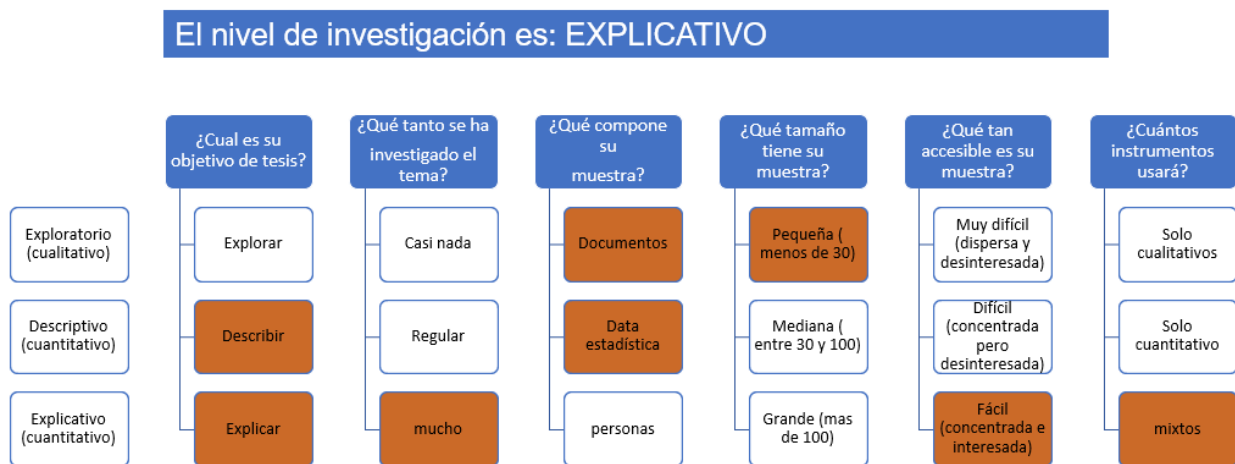 El nivel de investigación es: EXPLICATIVO
¿Cual es su
objetivo de tesis?
¿Qué tanto se ha
investigado el
tema?
¿Qué compone
su
muestra?
¿Qué tamaño
tiene su
muestra?
¿Qué tan
accesible es su
muestra?
¿Cuántos
instrumentos
usará?
Exploratorio
(cualitativo)
Explorar
Casi nada
Documentos
Pequeña (
menos de 30)
Muy difícil
(dispersa y
desinteresada)
Solo
cualitativos
Descriptivo
(cuantitativo)
Describir
Regular
Data
estadística
Mediana (
entre 30 y 100)
Difícil
(concentrada
pero
desinteresada)
Solo
cuantitativo
Explicativo
(cuantitativo)
Explicar
mucho
personas
Grande (mas
de 100)
Fácil
(concentrada e
interesada)
mixtos